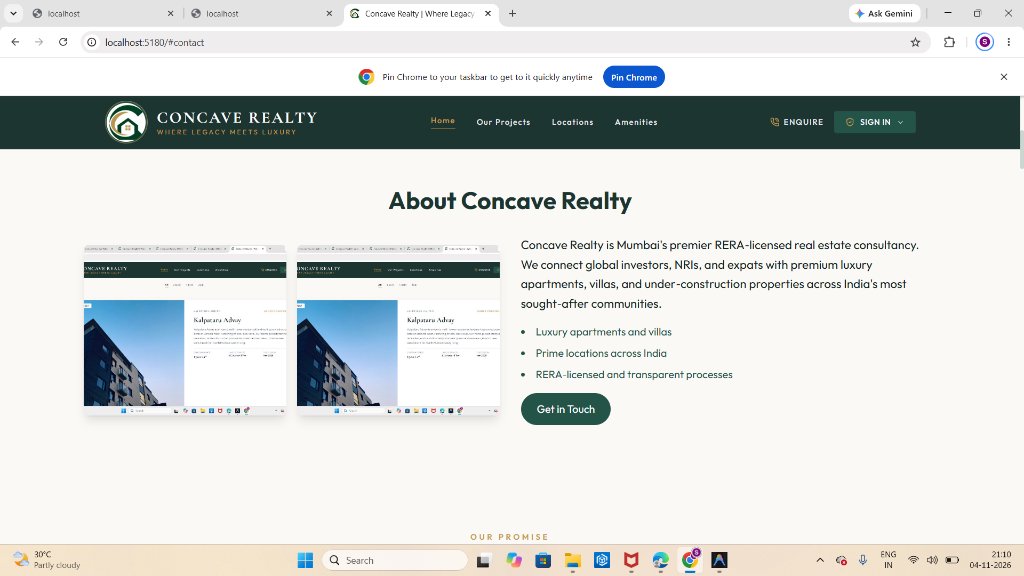 localhost
localhost
Concave Realty | Where Legacy
Ask Gemini
localhost:5180/#contact
S
Pin Chrome to your taskbar to get to it quickly anytime
Pin Chrome
CONCAVE REALTY
WHERE LEGACY MEETS LUXURY
Home
Our Projects
Locations
Amenities
ENQUIRE
SIGN IN
About Concave Realty
Concave Realty is Mumbai's premier RERA-licensed real estate consultancy.
We connect global investors, NRIs, and expats with premium luxury
apartments, villas, and under-construction properties across India's most
sought-after communities.
Luxury apartments and villas
Prime locations across India
RERA-licensed and transparent processes
Get in Touch
Kalpataru Advay
Kalpataru Advay
OUR PROMISE
30°C
Partly cloudy
Search
ENG
IN
21:10
04-11-2026